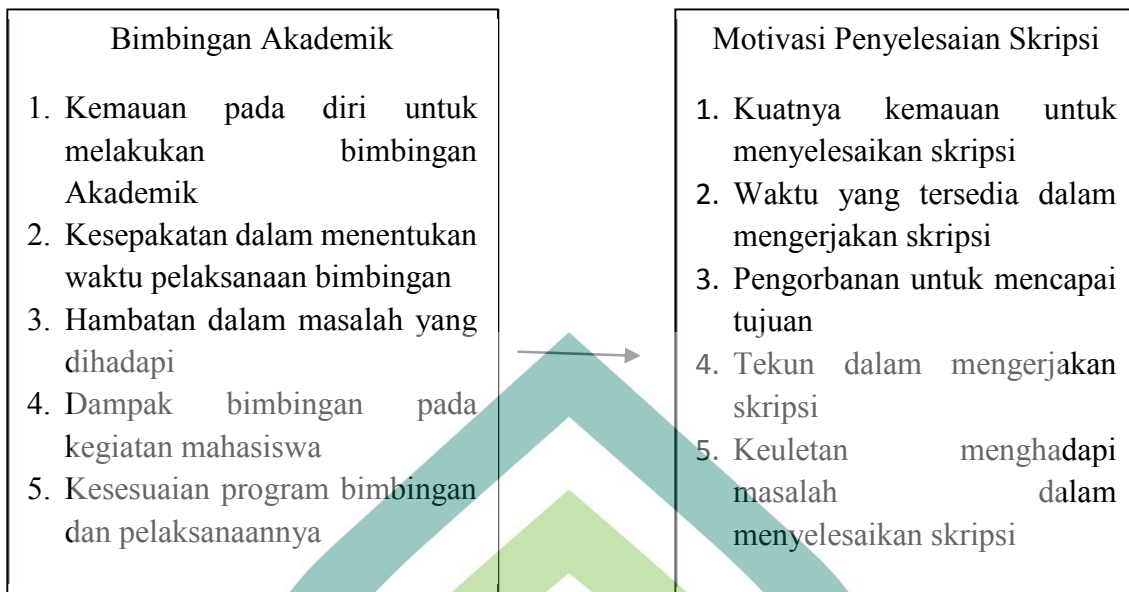 Bimbingan Akademik
1. Kemauan pada diri untuk
melakukan bimbingan
Akademik
2. Kesepakatan dalam menentukan
waktu pelaksanaan bimbingan
3. Hambatan dalam masalah yang
dihadapi
4. Dampak bimbingan pada
kegiatan mahasiswa
5. Kesesuaian program bimbingan
dan pelaksanaannya
Motivasi Penyelesaian Skripsi
1. Kuatnya kemauan untuk
menyelesaikan skripsi
2. Waktu yang tersedia dalam
mengerjakan skripsi
3. Pengorbanan untuk mencapai
tujuan
4. Tekun dalam mengerjakan
skripsi
5. Keuletan menghadapi
masalah dalam
menyelesaikan skripsi